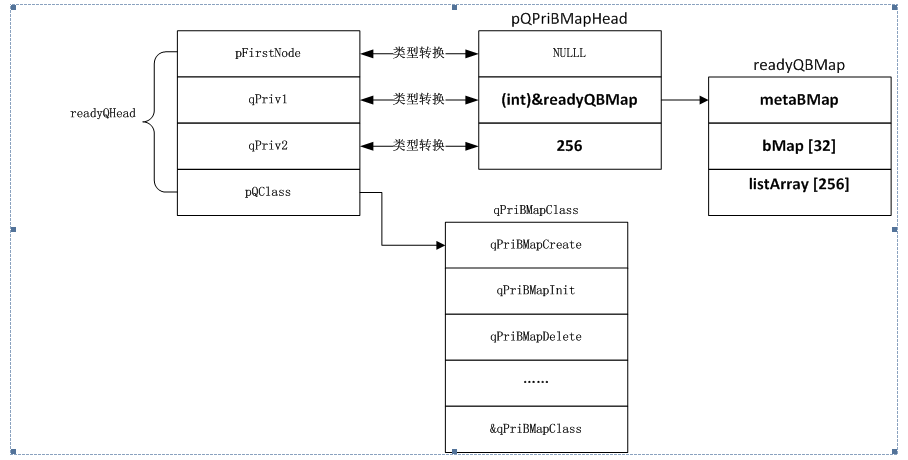 pQPriBMapHead
pFirstNode
类型转换
NULLL
readyQBMap
readyQHead
qPriv1
类型转换
(int)&readyQBMap
metaBMap
qPriv2
类型转换
256
bMap [32]
pQClass
listArray [256]
qPriBMapClass
qPriBMapCreate
qPriBMapInit
qPriBMapDelete
……
&qPriBMapClass